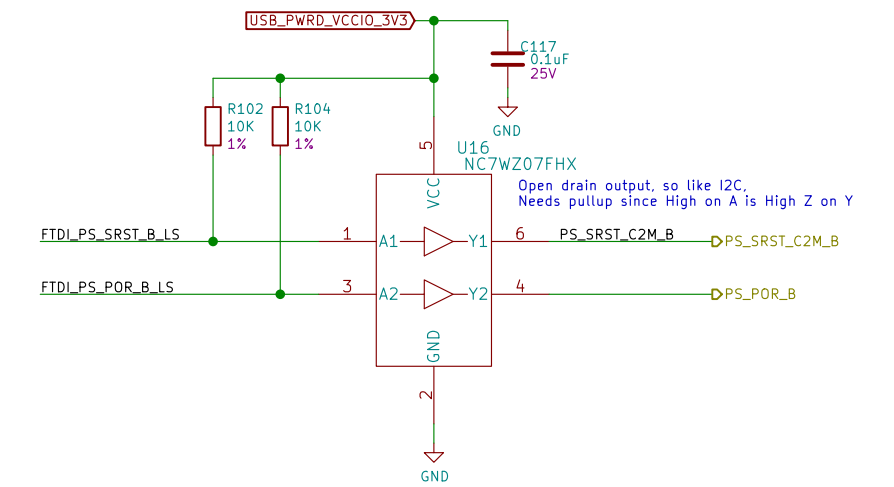 USB_PWRD_VCCIO_3V3
C117
0.1uF
25V
GND
R102
10K
1%
R104
10K
1%
5
U16
NC7WZ07FHX
VCC
Open drain output, so like I2C,
Needs pullup since High on A is High Z on Y
FTDI_PS_SRST_B_LS
1
A1
Y1
6
PS_SRST_C2M_B
PS_SRST_C2M_B
FTDI_PS_POR_B_LS
3
A2
Y2
4
PS_POR_B
GND
2
GND